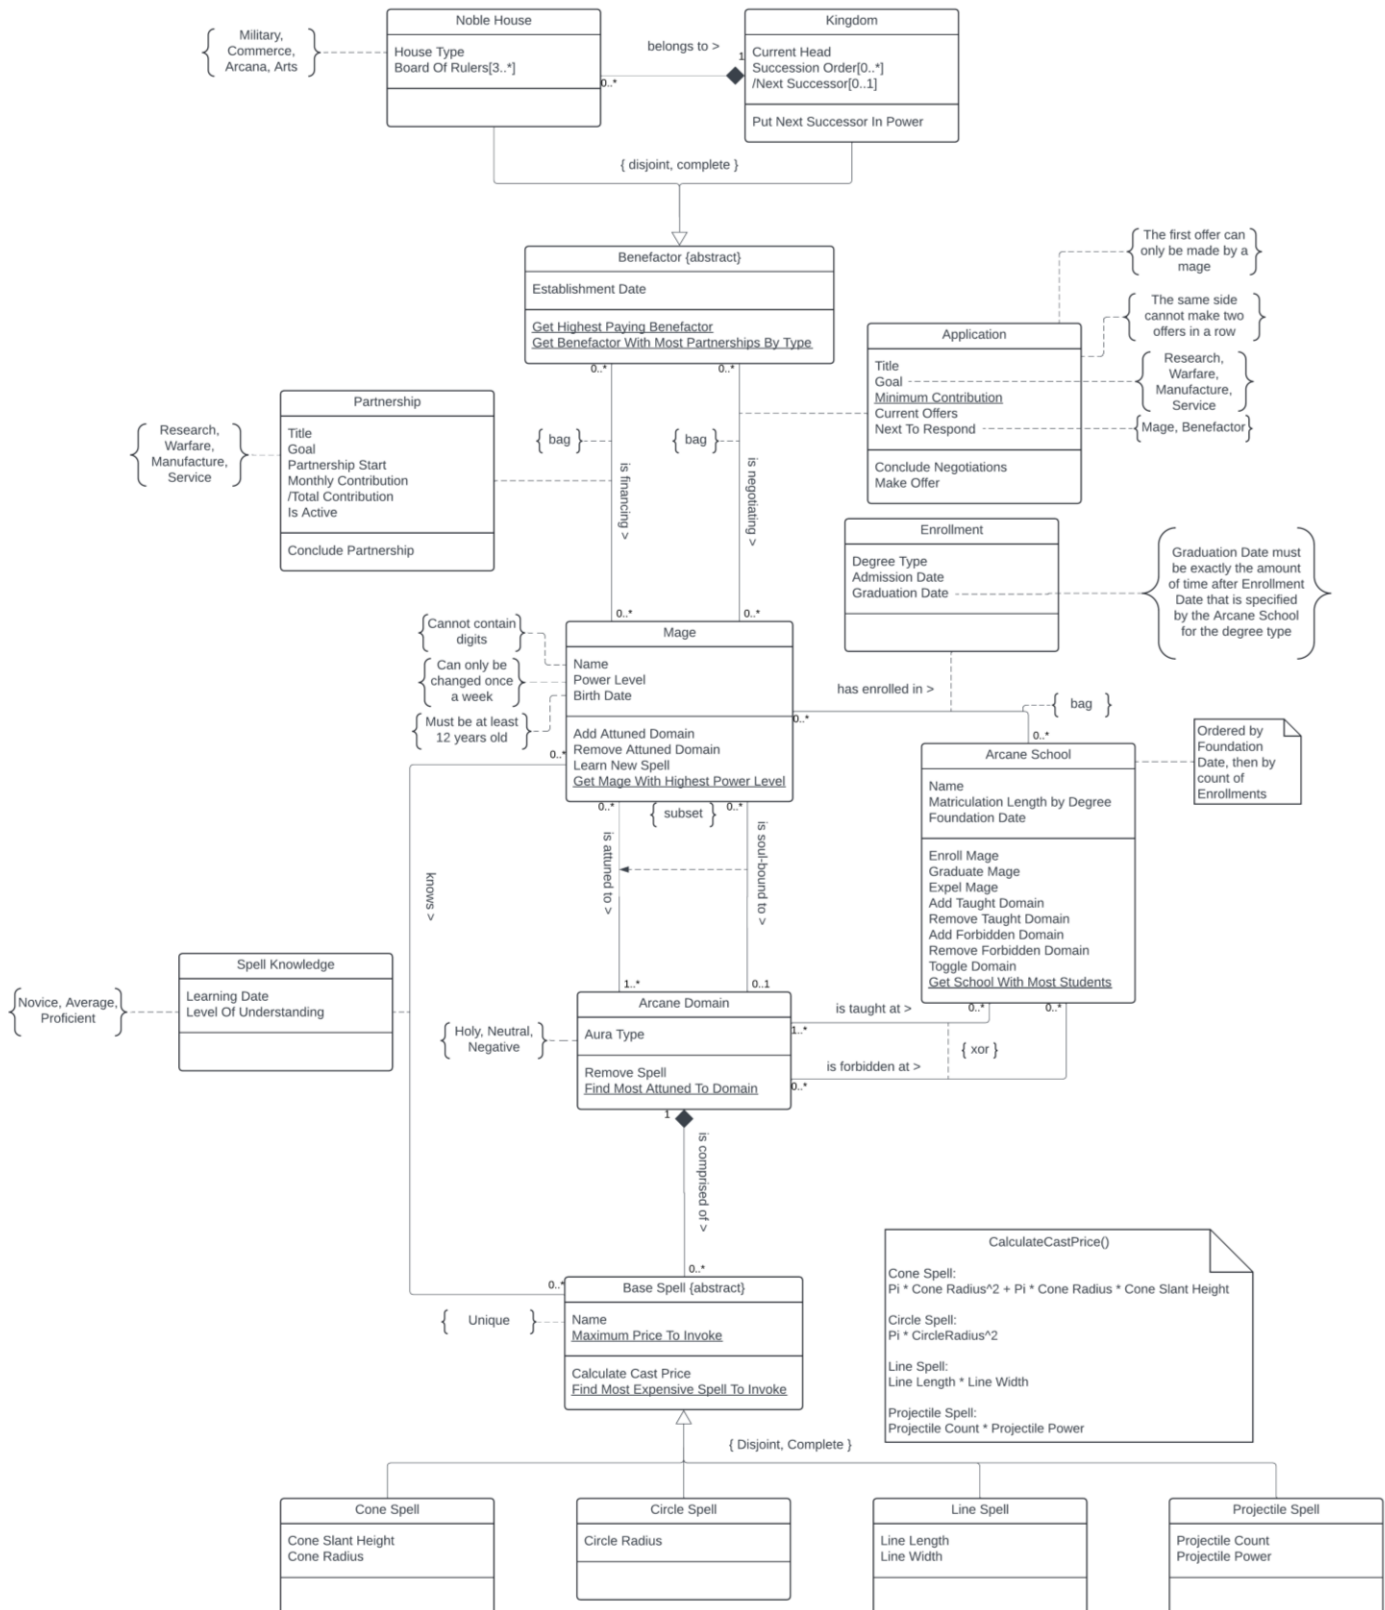 Noble House
House Type
Board Of Rulers[3..*]
{ Military,
Commerce,
Arcana, Arts }
belongs to >
0..*
1
Kingdom
Current Head
Succession Order[0..*]
/Next Successor[0..1]
Put Next Successor In Power
{ disjoint, complete }
Benefactor {abstract}
Establishment Date
Get Highest Paying Benefactor
Get Benefactor With Most Partnerships By Type
0..*
0..*
{ The first offer can
only be made by a
mage }
{ The same side
cannot make two
offers in a row }
Application
Title
Goal
Minimum Contribution
Current Offers
Next To Respond
Conclude Negotiations
Make Offer
{ Research,
Warfare,
Manufacture,
Service }
{Mage, Benefactor}
Partnership
Title
Goal
Partnership Start
Monthly Contribution
/Total Contribution
Is Active
Conclude Partnership
{ Research,
Warfare,
Manufacture,
Service }
{ bag }
{ bag }
is financing >
is negotiating >
0..*
0..*
Enrollment
Degree Type
Admission Date
Graduation Date
{ Graduation Date must
be exactly the amount
of time after Enrollment
Date that is specified
by the Arcane School
for the degree type }
Mage
Name
Power Level
Birth Date
Add Attuned Domain
Remove Attuned Domain
Learn New Spell
Get Mage With Highest Power Level
{ Cannot contain
digits }
{ Can only be
changed once
a week }
{ Must be at least
12 years old }
0..*
has enrolled in >
0..*
{ bag }
0..*
Arcane School
Name
Matriculation Length by Degree
Foundation Date
Enroll Mage
Graduate Mage
Expel Mage
Add Taught Domain
Remove Taught Domain
Add Forbidden Domain
Remove Forbidden Domain
Toggle Domain
Get School With Most Students
Ordered by
Foundation
Date, then by
count of
Enrollments
0..*
{ subset }
0..*
is attuned to >
is soul-bound to >
knows >
1..*
0..1
Spell Knowledge
Learning Date
Level Of Understanding
{ Novice, Average,
Proficient }
Arcane Domain
Aura Type
Remove Spell
Find Most Attuned To Domain
{ Holy, Neutral,
Negative }
is taught at >
0..*
0..*
1..*
{ xor }
is forbidden at >
0..*
1
is comprised of >
0..*
0..*
Base Spell {abstract}
Name
Maximum Price To Invoke
Calculate Cast Price
Find Most Expensive Spell To Invoke
{ Unique }
CalculateCastPrice()
Cone Spell:
Pi * Cone Radius^2 + Pi * Cone Radius * Cone Slant Height
Circle Spell:
Pi * CircleRadius^2
Line Spell:
Line Length * Line Width
Projectile Spell:
Projectile Count * Projectile Power
{ Disjoint, Complete }
Cone Spell
Cone Slant Height
Cone Radius
Circle Spell
Circle Radius
Line Spell
Line Length
Line Width
Projectile Spell
Projectile Count
Projectile Power